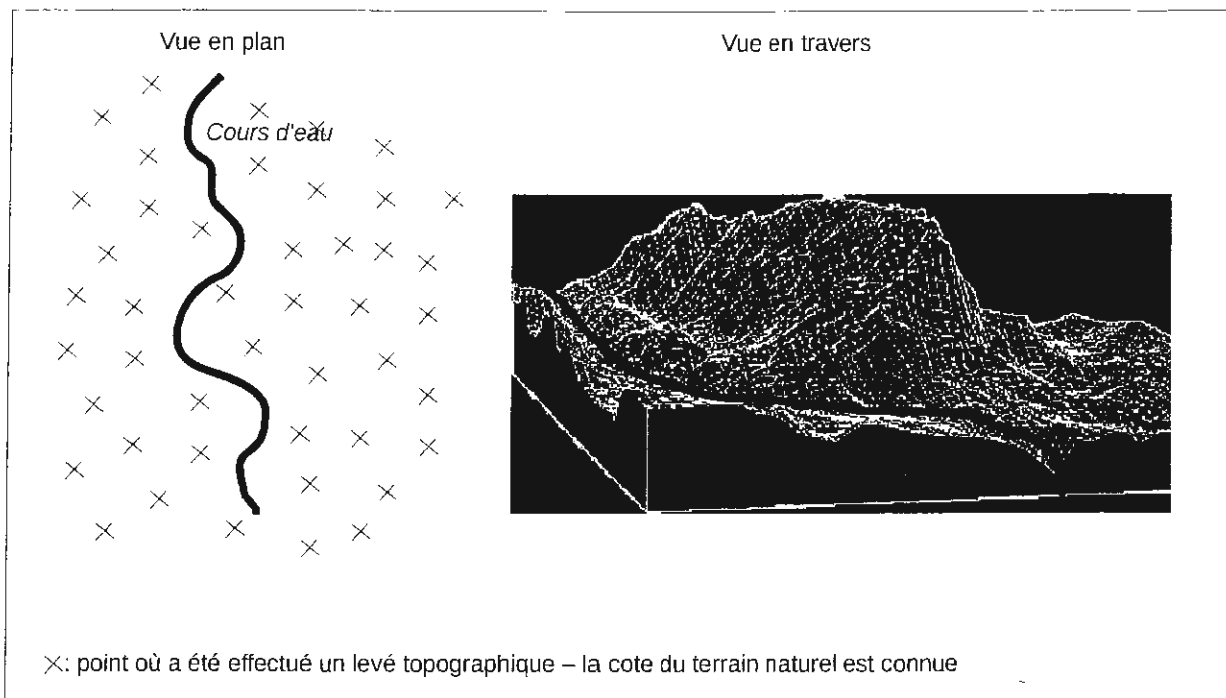 Vue en plan
Vue en travers
Cours d'eau
×: point où a été effectué un levé topographique – la cote du terrain naturel est connue